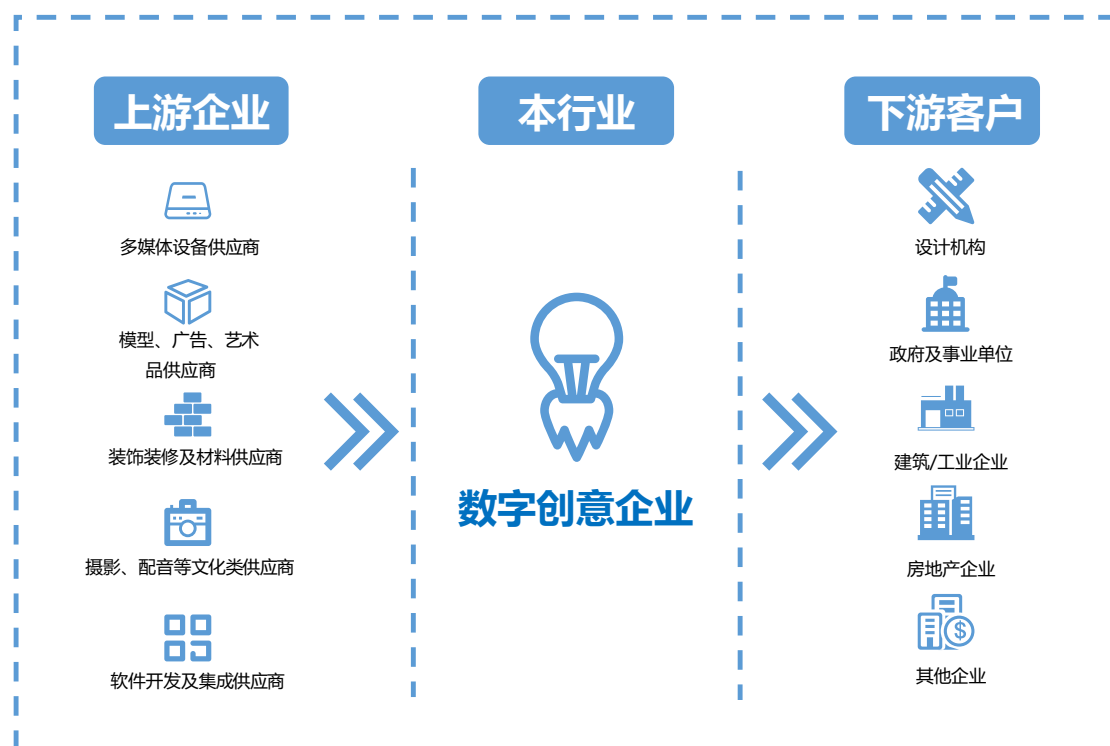 上游企业
多媒体设备供应商
模型、广告、艺术
品供应商
装饰装修及材料供应商
摄影、配音等文化类供应商
软件开发及集成供应商
本行业
数字创意企业
下游客户
设计机构
政府及事业单位
建筑/工业企业
房地产企业
$
其他企业